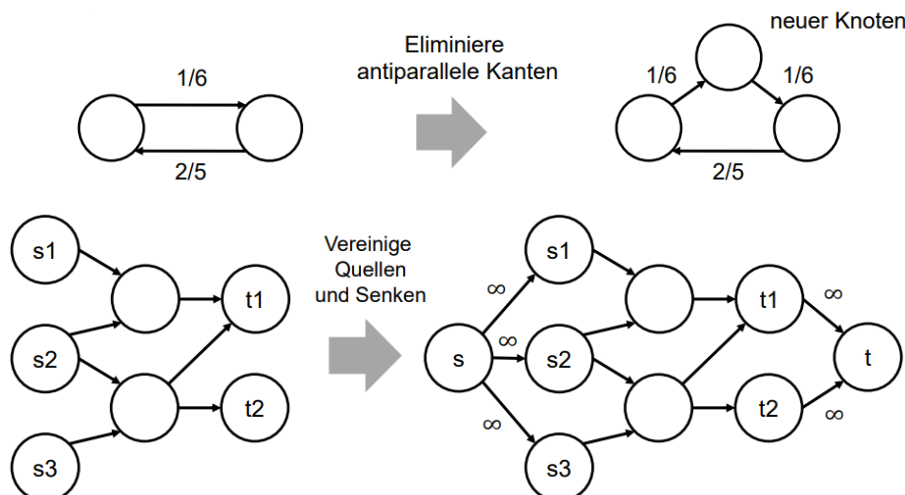 neuer Knoten
Eliminiere
antiparallele Kanten
1/6
2/5
1/6
1/6
2/5
Vereinige
Quellen
und Senken
s1
s2
s3
t1
t2
s
∞
∞
∞
s1
s2
s3
t1
t2
∞
∞
t